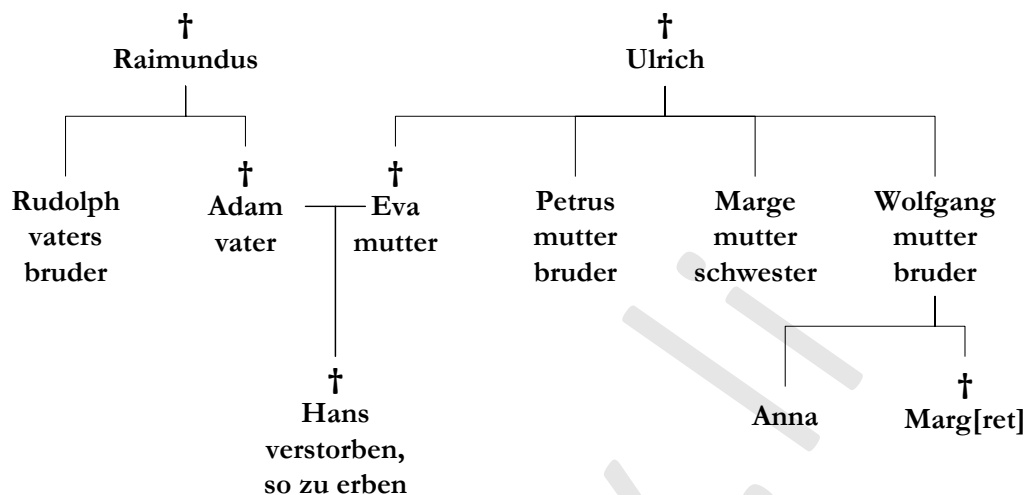 †
Raimundus
†
Ulrich
Rudolph
vaters
bruder
†
Adam
vater
†
Eva
mutter
Petrus
mutter
bruder
Marge
mutter
schwester
Wolfgang
mutter
bruder
†
Hans
verstorben,
so zu erben
Anna
†
Marg[ret]